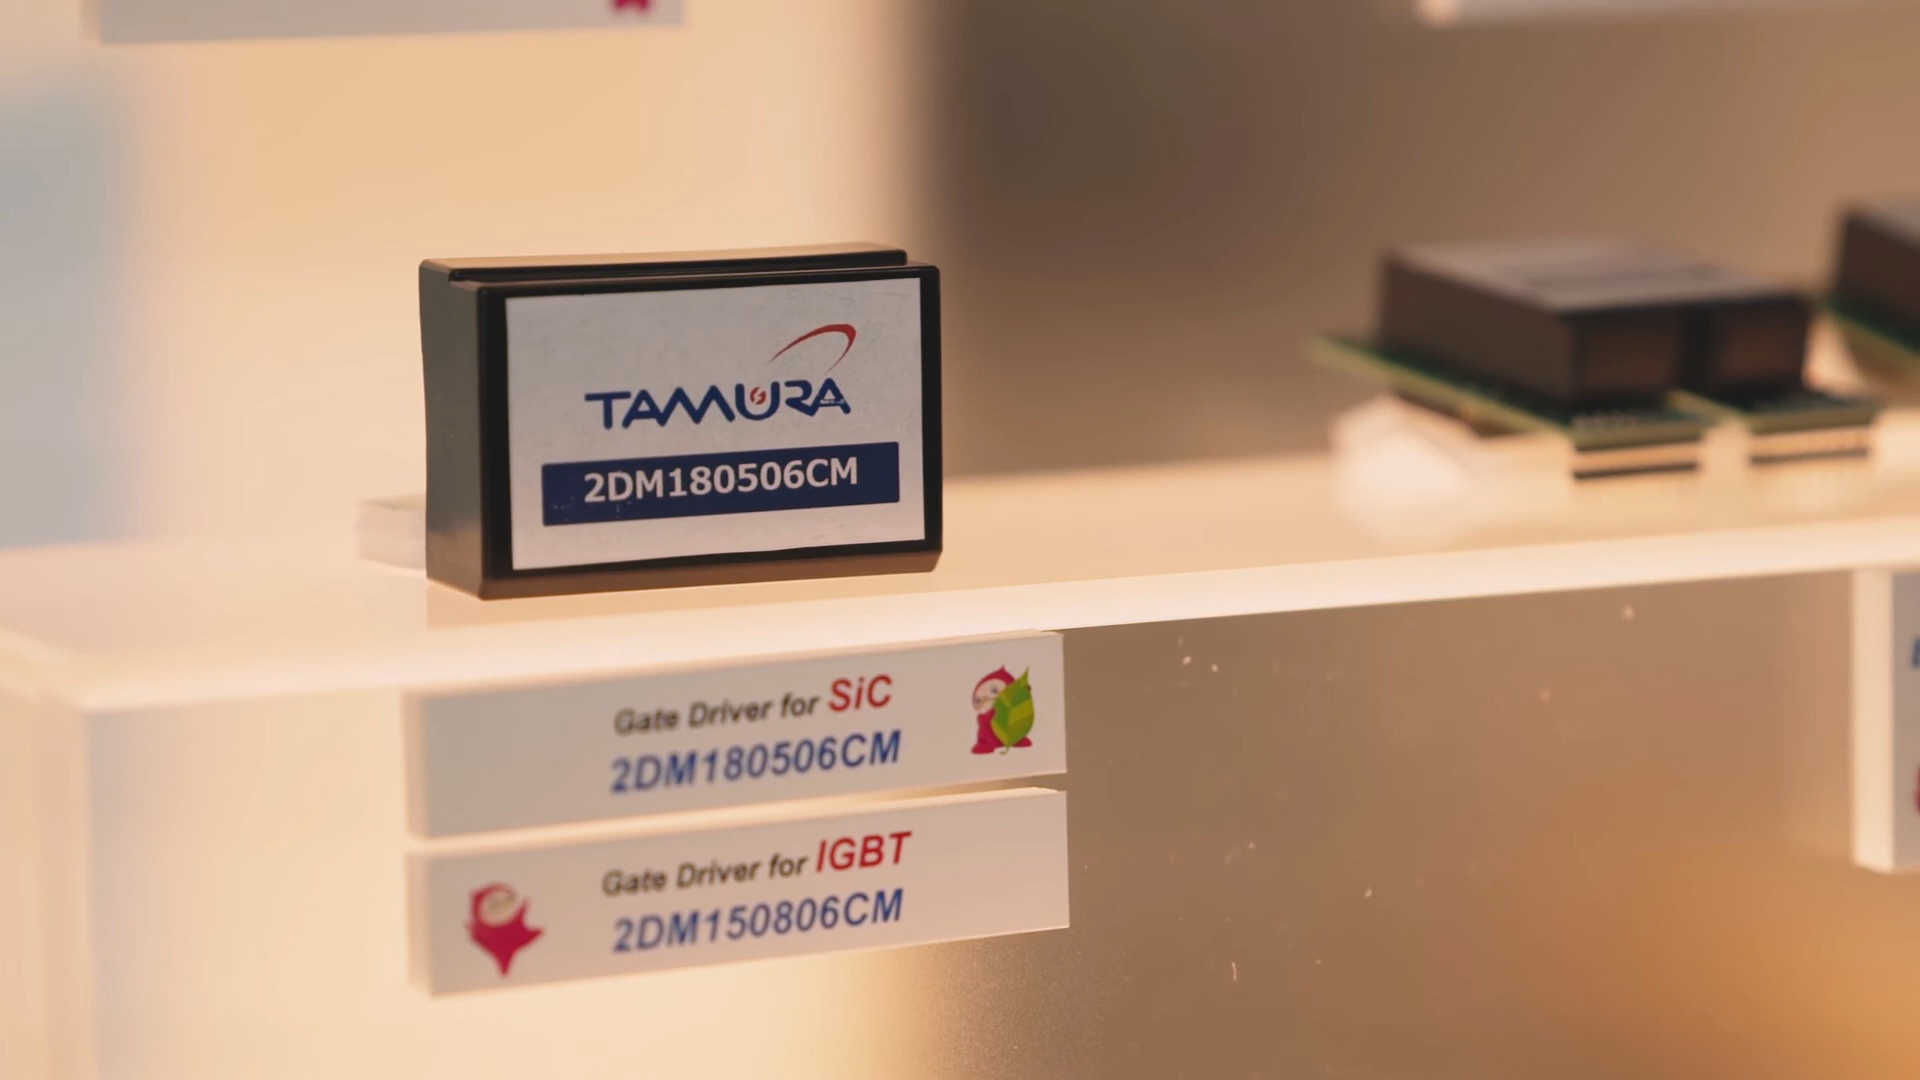 TAMURA
2DM180506CM
Gate Driver for SiC
2DM180506CM
Gate Driver for IGBT
2DM150806CM